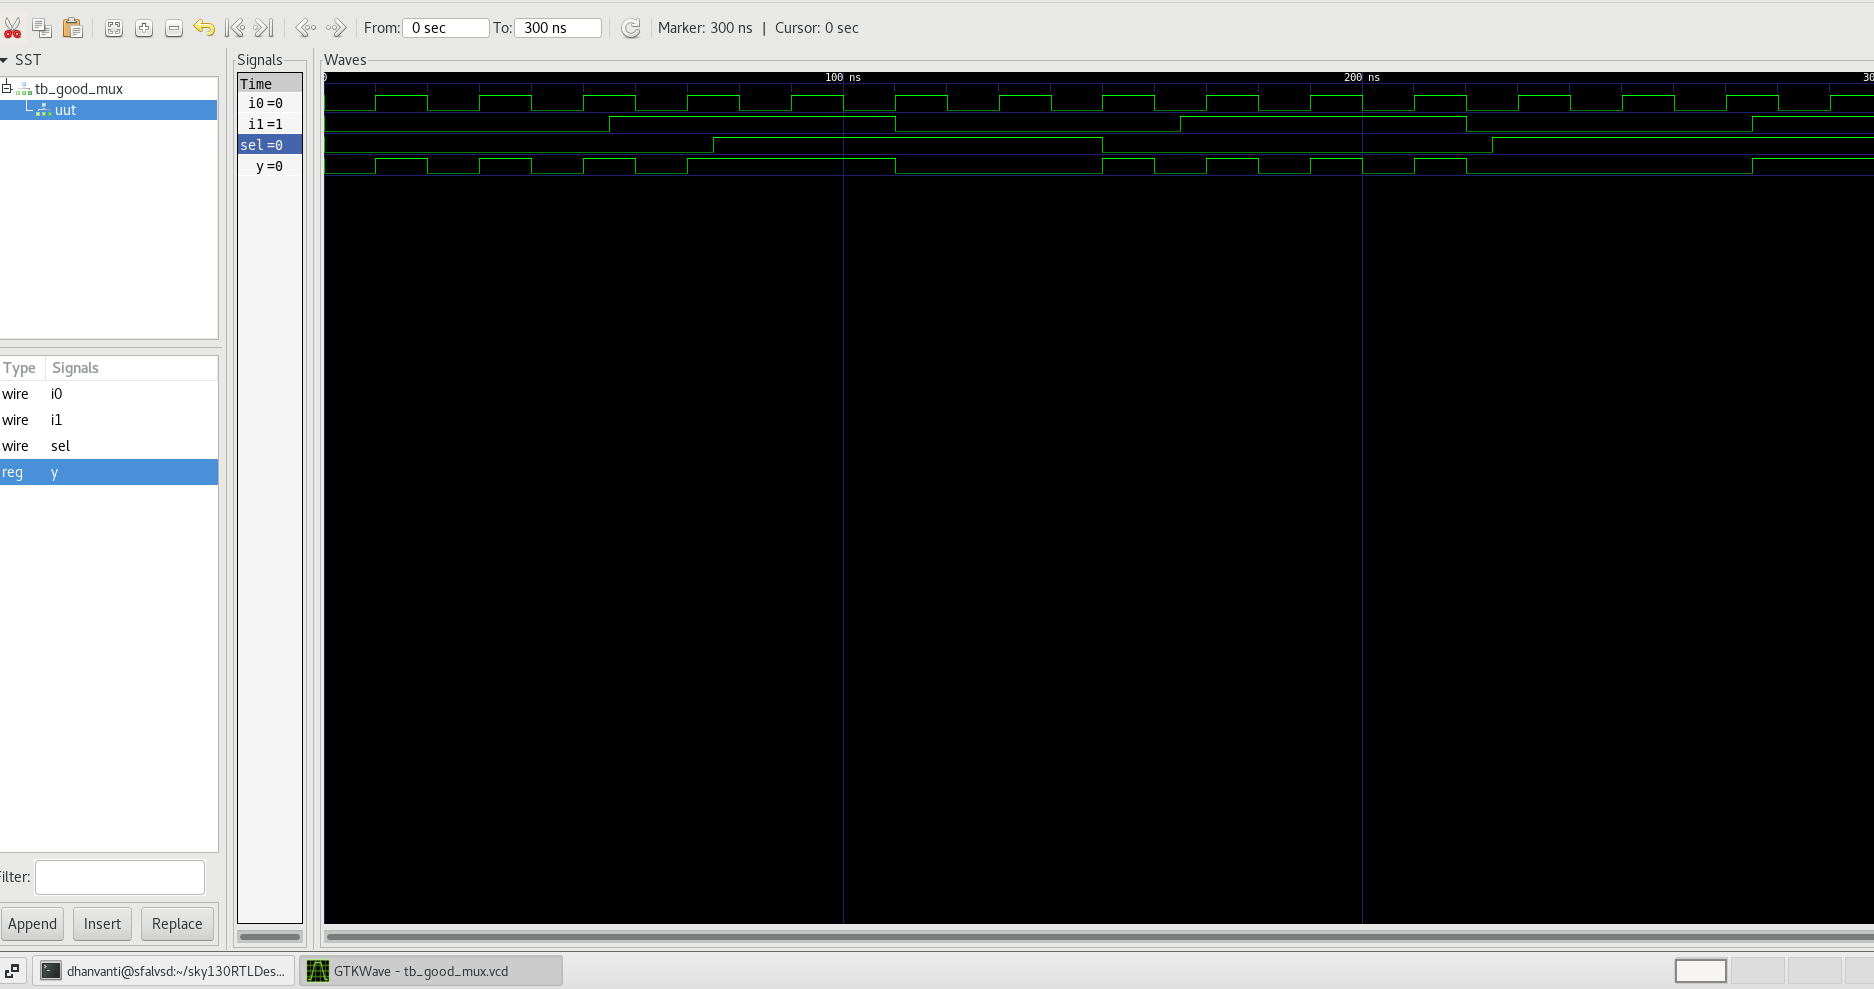 From: 0 sec To: 300 ns Marker: 300 ns | Cursor: 0 sec
SST
Signals
Waves
tb_good_mux
uut
Time
i0=0
i1=1
sel=0
y=0
0 100 ns 200 ns 30
Type Signals
wire i0
wire i1
wire sel
reg y
ilter:
Append Insert Replace
dhanvanti@sfalvsd:~/sky130RTLDes...
GTKWave - tb_good_mux.vcd